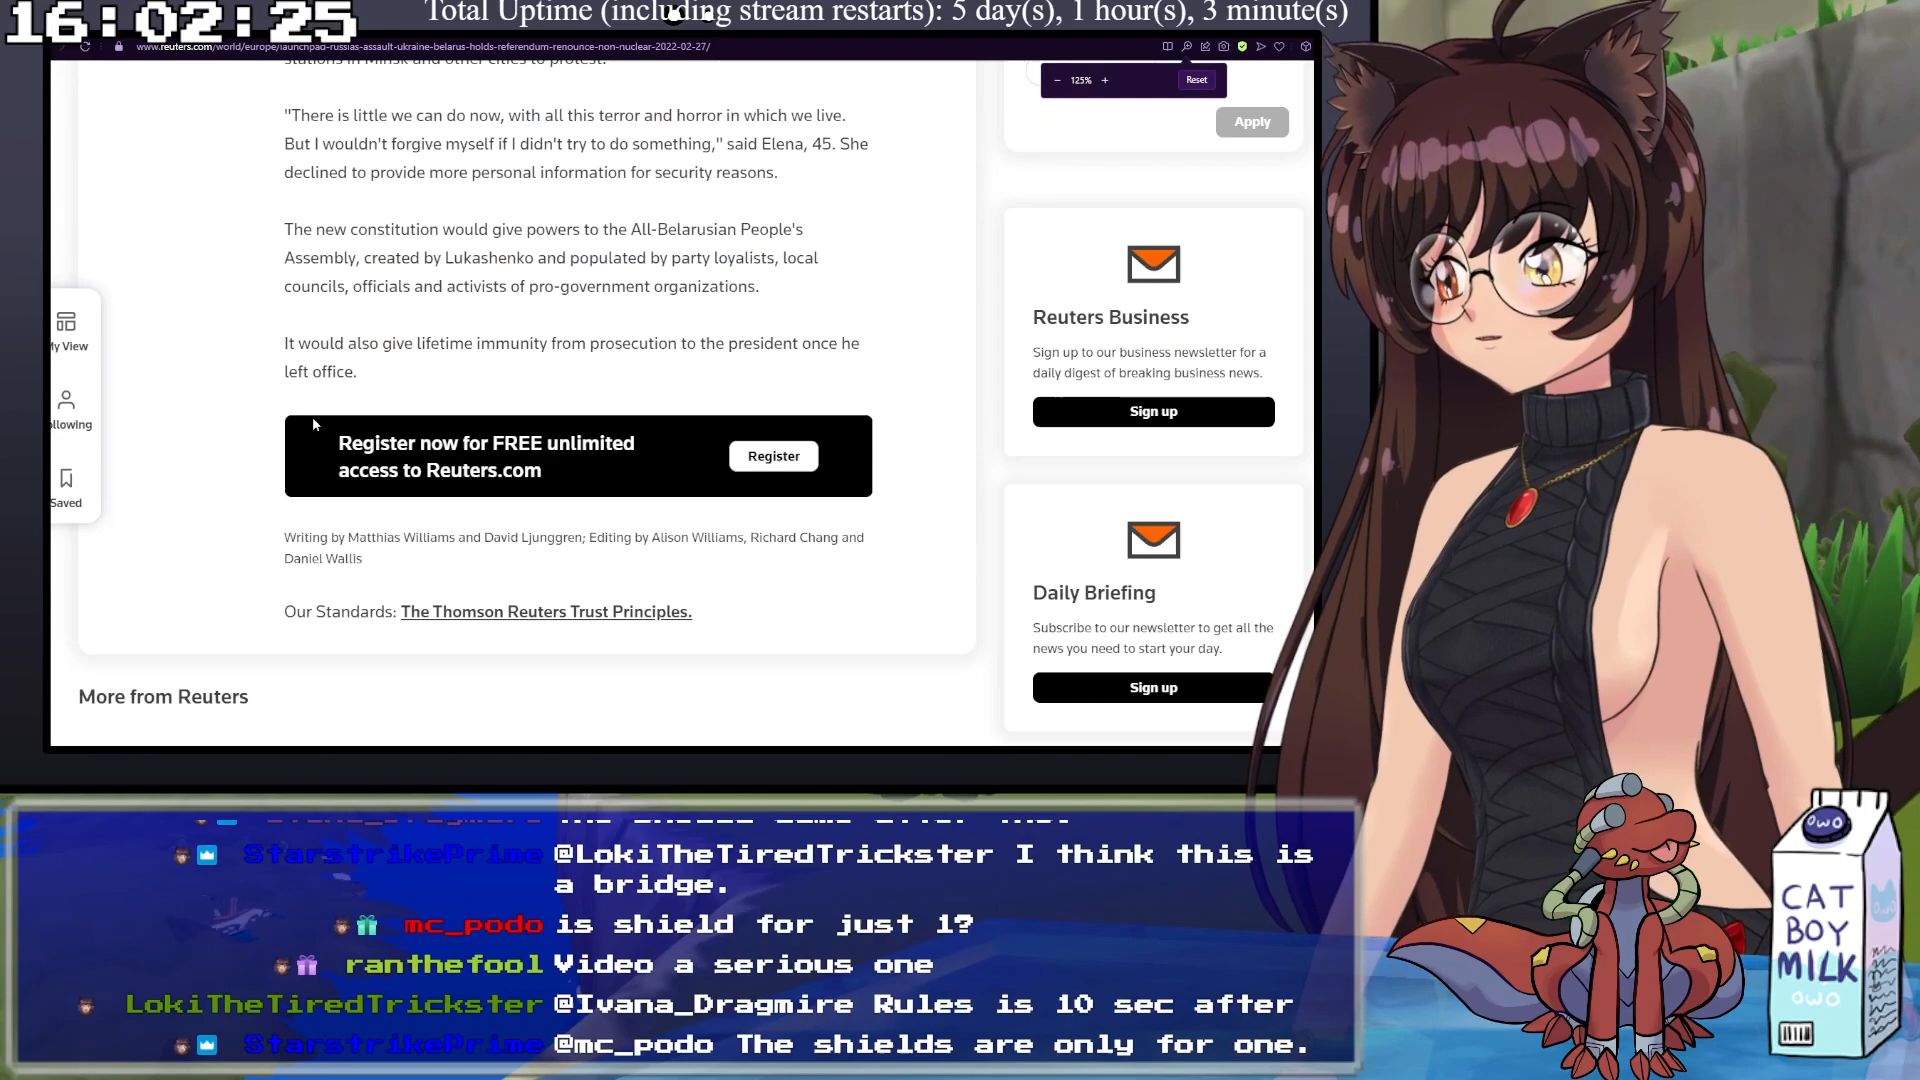 16:02:25
Total Uptime (including stream restarts): 5 day(s), 1 hour(s), 3 minute(s)
www.reuters.com/world/europe/launchpad-russias-assault-ukraine-belarus-holds-referendum-renounce-non-nuclear-2022-02-27/
125%
Reset
Apply
stations in Minsk and other cities to protest.
"There is little we can do now, with all this terror and horror in which we live.
But I wouldn't forgive myself if I didn't try to do something," said Elena, 45. She
declined to provide more personal information for security reasons.
The new constitution would give powers to the All-Belarusian People's
Assembly, created by Lukashenko and populated by party loyalists, local
councils, officials and activists of pro-government organizations.
It would also give lifetime immunity from prosecution to the president once he
left office.
Register now for FREE unlimited
access to Reuters.com
Register
Writing by Matthias Williams and David Ljunggren; Editing by Alison Williams, Richard Chang and
Daniel Wallis
Our Standards: The Thomson Reuters Trust Principles.
More from Reuters
My View
ollowing
Saved
Reuters Business
Sign up to our business newsletter for a
daily digest of breaking business news.
Sign up
Daily Briefing
Subscribe to our newsletter to get all the
news you need to start your day.
Sign up
StarstrikePrime @LokiTheTiredTrickster I think this is
a bridge.
mc_podo is shield for just 1?
ranthefool Video a serious one
LokiTheTiredTrickster @Ivana_Dragmire Rules is 10 sec after
StarstrikePrime @mc_podo The shields are only for one.
OWO
CAT
BOY
MILK
OWO